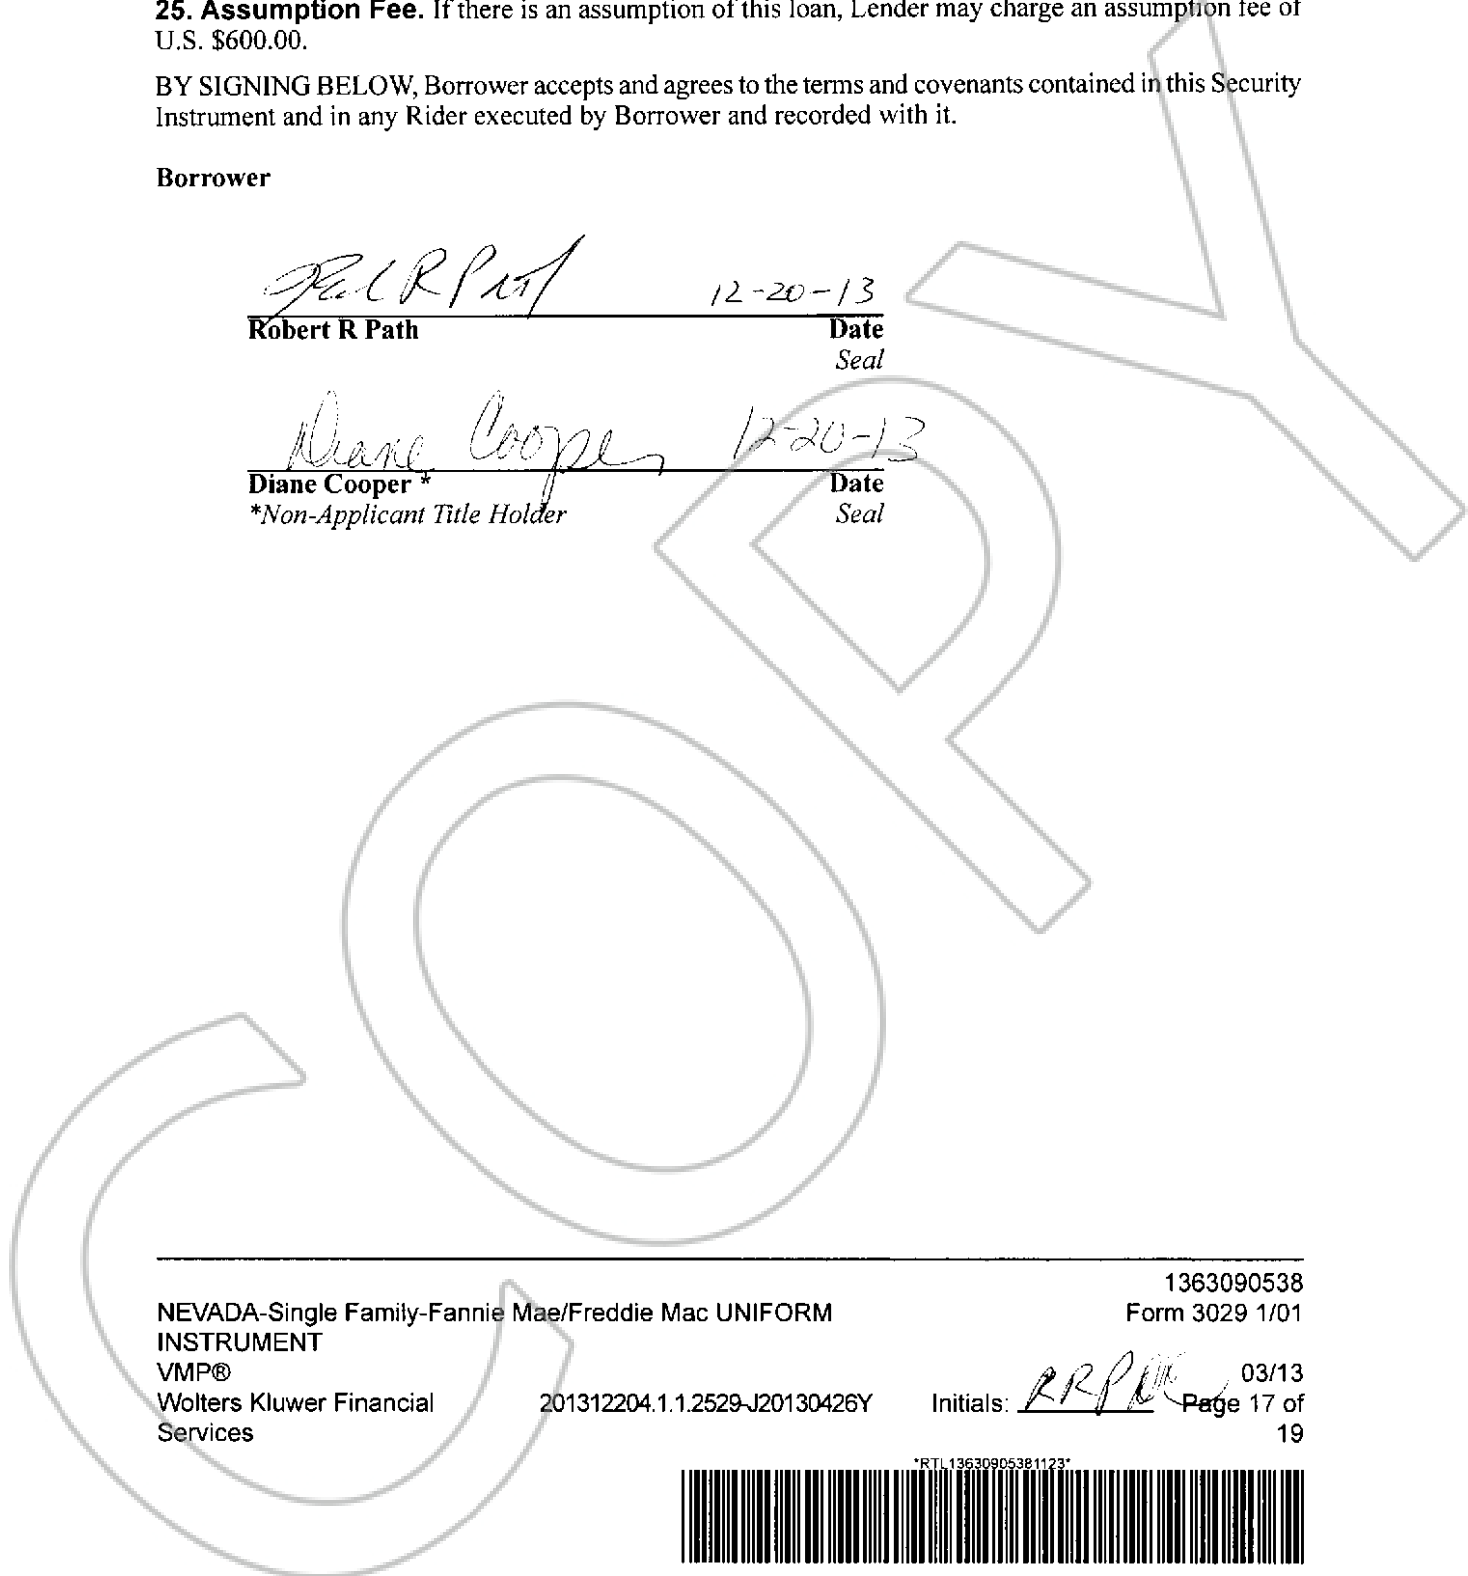 25. Assumption Fee. If there is an assumption of this loan, Lender may charge an assumption fee of
U.S. $600.00.
BY SIGNING BELOW, Borrower accepts and agrees to the terms and covenants contained in this Security
Instrument and in any Rider executed by Borrower and recorded with it.
Borrower
12-20-13
Robert R Path Date
Seal
Diane Cooper 12-20-13
Diane Cooper * Date
*Non-Applicant Title Holder Seal
COPY
1363090538
NEVADA-Single Family-Fannie Mae/Freddie Mac UNIFORM Form 3029 1/01
INSTRUMENT
VMP® 03/13
Wolters Kluwer Financial 201312204.1.1.2529-J20130426Y Initials: RRP DC Page 17 of
Services 19
*RTL13630905381123*